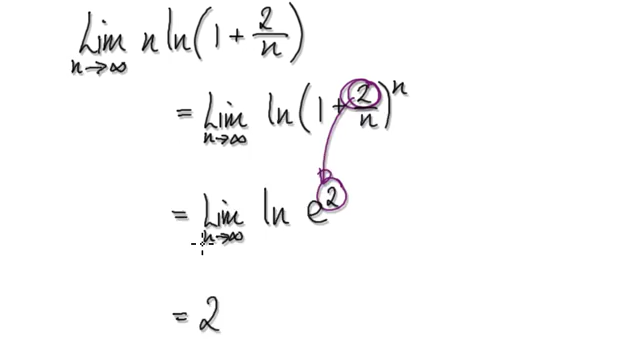 Lim n→∞ n ln(1 + 2/n)
= Lim n→∞ ln(1 + 2/n)^n
= Lim n→∞ ln e^2
= 2